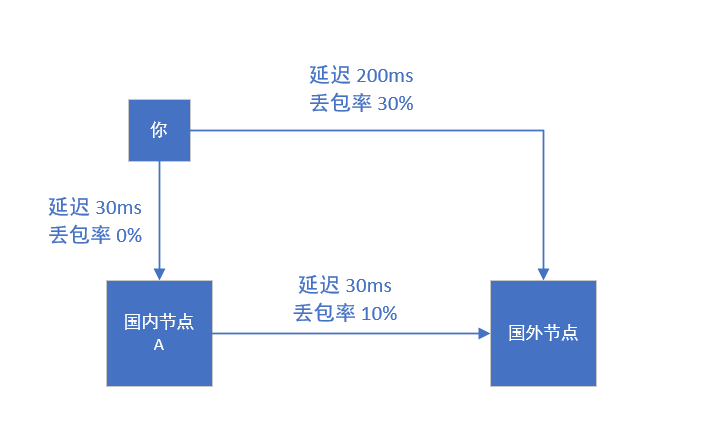 延迟 200ms
丢包率 30%
你
延迟 30ms
丢包率 0%
延迟 30ms
丢包率 10%
国内节点
A
国外节点